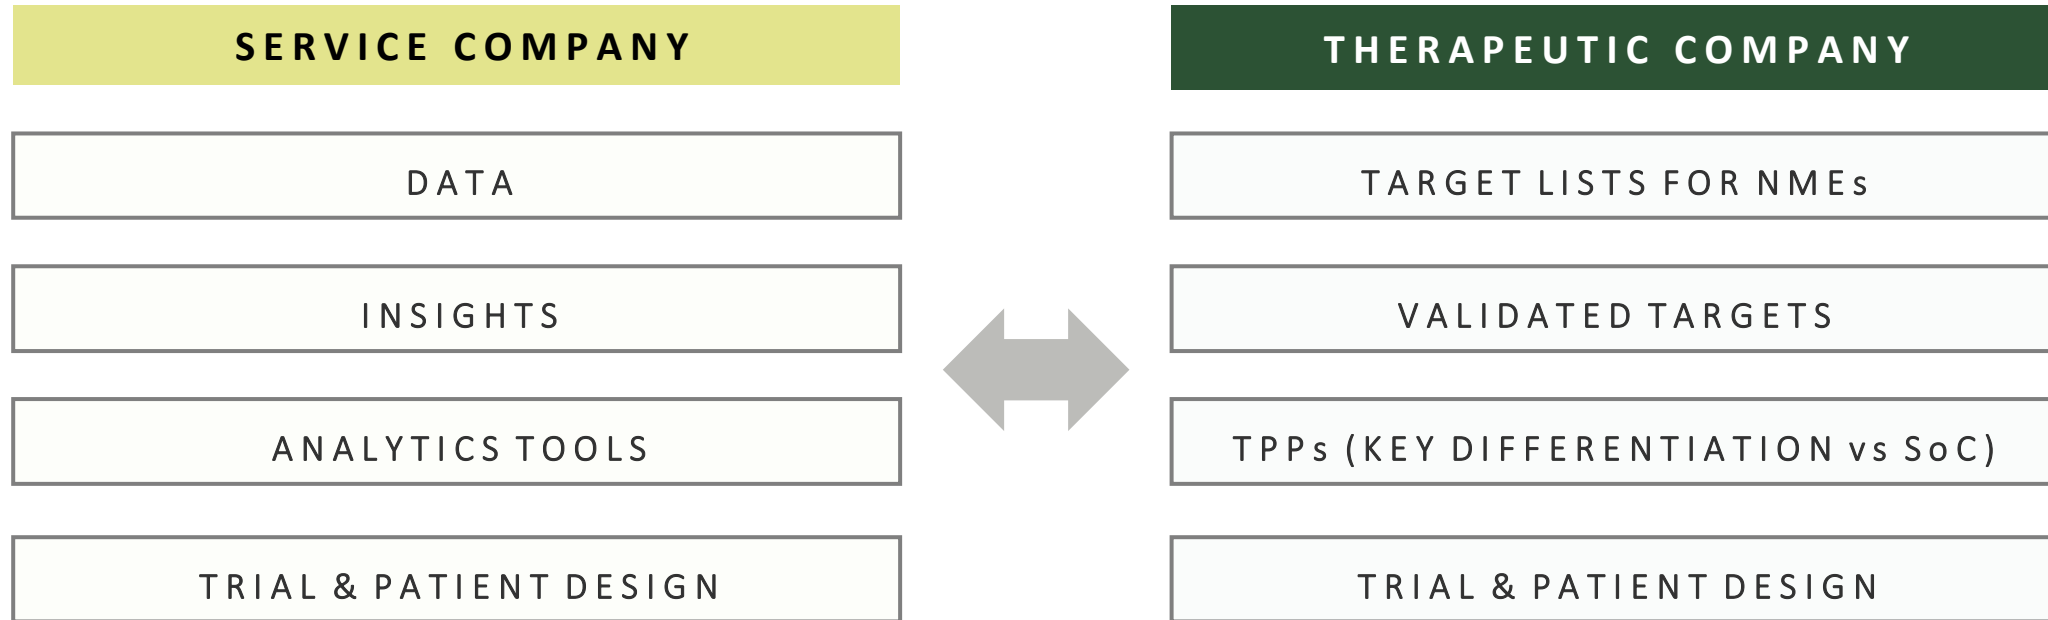 SERVICE COMPANY
DATA
INSIGHTS
ANALYTICS TOOLS
TRIAL & PATIENT DESIGN
THERAPEUTIC COMPANY
TARGET LISTS FOR NMEs
VALIDATED TARGETS
TPPs (KEY DIFFERENTIATION vs SoC)
TRIAL & PATIENT DESIGN